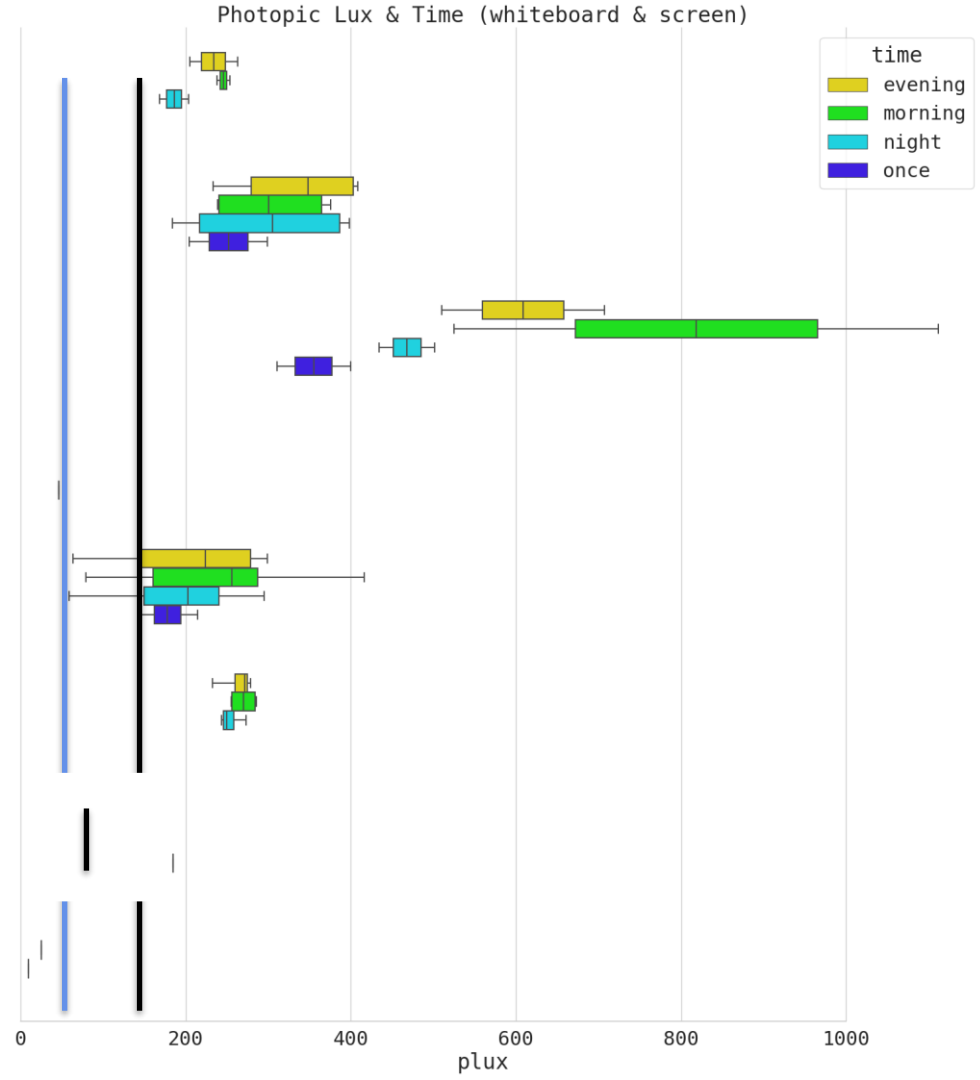 Photopic Lux & Time (whiteboard & screen)
time
evening
morning
night
once
0 200 400 600 800 1000
plux